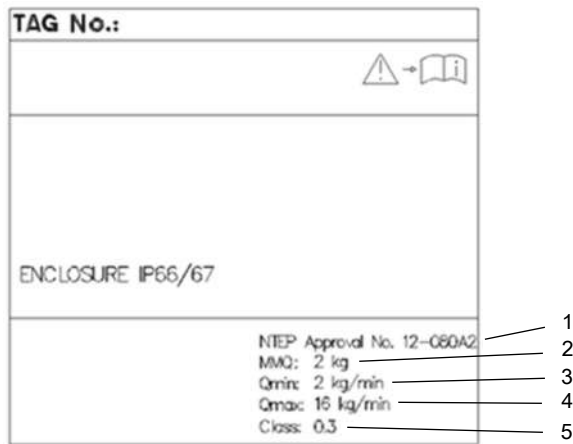 TAG No.:
ENCLOSURE IP66/67
NTEP Approval No. 12-080A2
MMQ: 2 kg
Qmin: 2 kg/min
Qmax: 16 kg/min
Class: 0.3
1
2
3
4
5